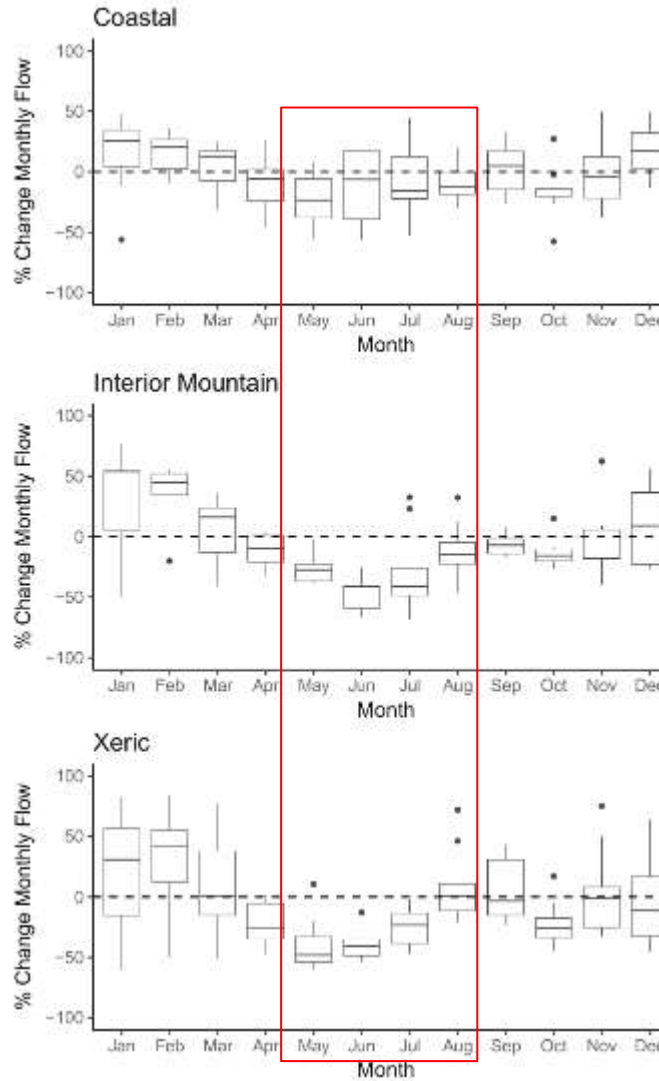 Coastal
% Change Monthly Flow
100
50
0
−50
−100
Jan Feb Mar Apr May Jun Jul Aug Sep Oct Nov Dec
Month
Interior Mountain
% Change Monthly Flow
100
50
0
−50
−100
Jan Feb Mar Apr May Jun Jul Aug Sep Oct Nov Dec
Month
Xeric
% Change Monthly Flow
100
50
0
−50
−100
Jan Feb Mar Apr May Jun Jul Aug Sep Oct Nov Dec
Month